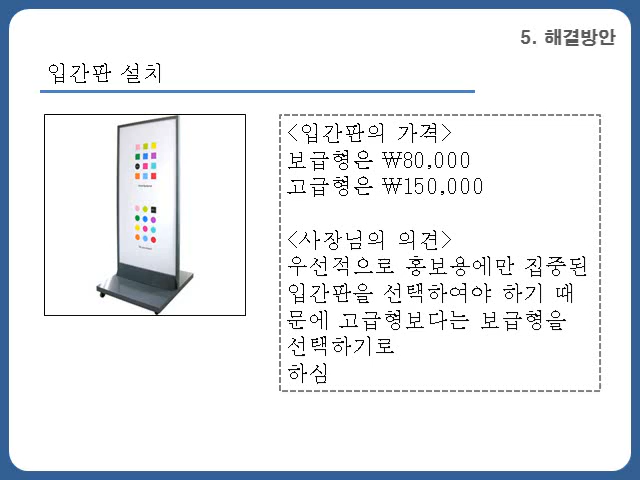 5. 해결방안
입간판 설치
<입간판의 가격>
보급형은 ₩80,000
고급형은 ₩150,000
<사장님의 의견>
우선적으로 홍보용에만 집중된
입간판을 선택하여야 하기 때
문에 고급형보다는 보급형을
선택하기로
하심